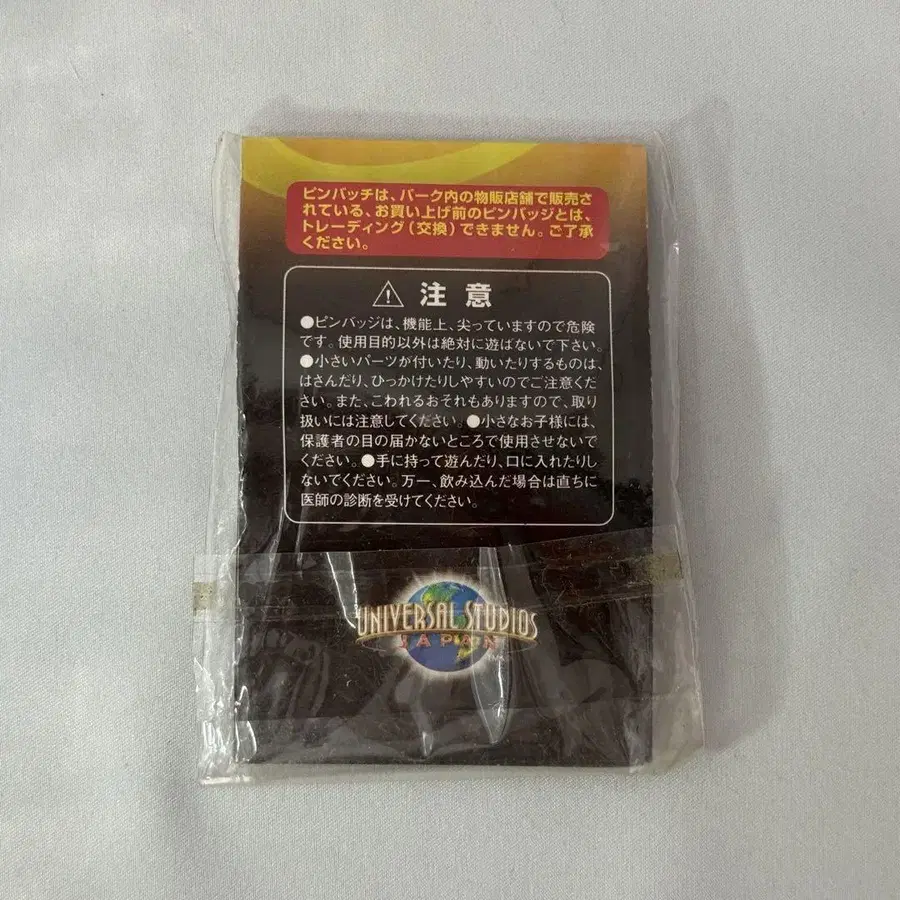 ピンバッチは、パーク内の物販店舗で販売さ
れている、お買い上げ前のピンバッジとは、
トレーディング(交換)できません。ご了承
ください。
注意
●ピンバッジは、機能上、尖っていますので危険
です。使用目的以外は絶対に遊ばないで下さい。
●小さいパーツが付いたり、動いたりするものは、
はさんだり、ひっかけたりしやすいのでご注意くだ
さい。また、こわれるおそれもありますので、取り
扱いには注意してください。●小さなお子様には、
保護者の目の届かないところで使用させないで
ください。●手に持って遊んだり、口に入れたりし
ないでください。万一、飲み込んだ場合は直ちに
医師の診断を受けてください。
UNIVERSAL STUDIOS
JAPAN